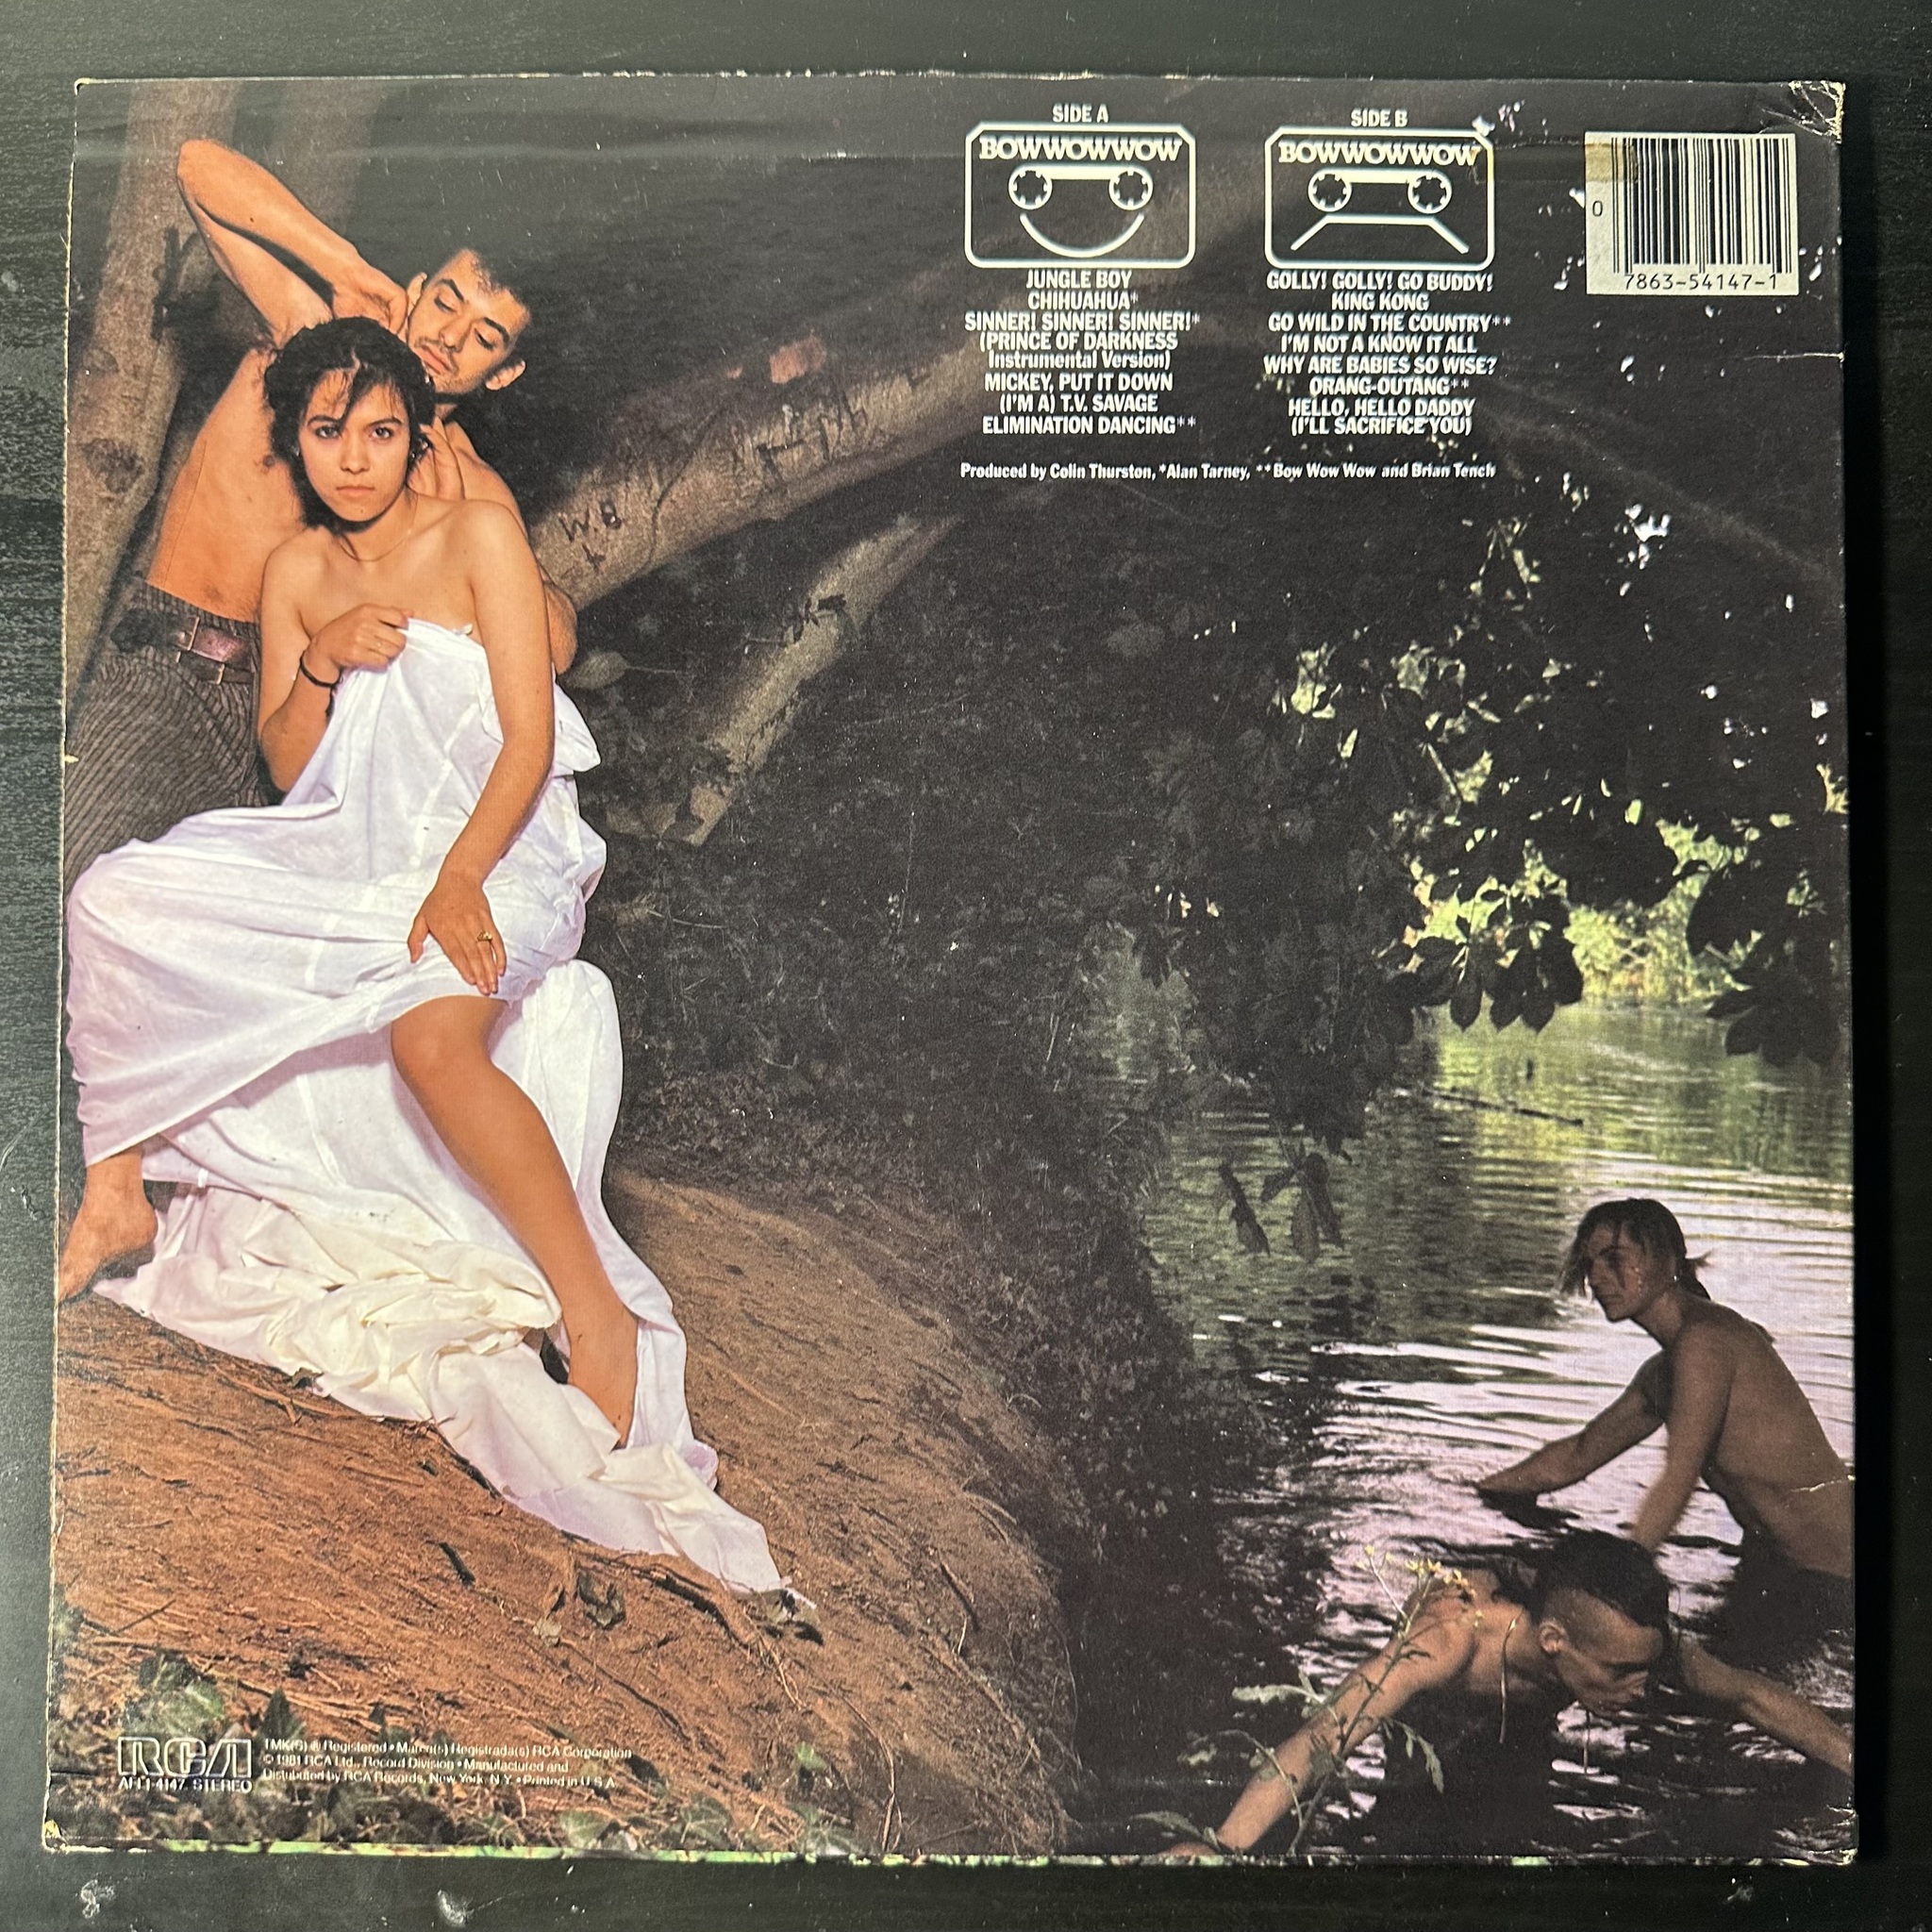 SIDE A
BOWWOWWOW
JUNGLE BOY
CHIHUAHUA*
SINNER! SINNER! SINNER!*
(PRINCE OF DARKNESS
Instrumental Version)
MICKEY, PUT IT DOWN
(I'M A) T.V. SAVAGE
ELIMINATION DANCING**
SIDE B
BOWWOWWOW
GOLLY! GOLLY! GO BUDDY!
KING KONG
GO WILD IN THE COUNTRY**
I'M NOT A KNOW IT ALL
WHY ARE BABIES SO WISE?
ORANG-OUTANG**
HELLO, HELLO DADDY
(I'LL SACRIFICE YOU)
Produced by Colin Thurston, *Alan Tarney, **Bow Wow Wow and Brian Tench
0
7863-54147-1
W.B
RCA
AFL1-4147 STEREO
TMK(S) ® Registered • Marca(s) Registrada(s) RCA Corporation
© 1981 RCA Ltd., Record Division • Manufactured and
Distributed by RCA Records, New York, N.Y. • Printed in U.S.A.